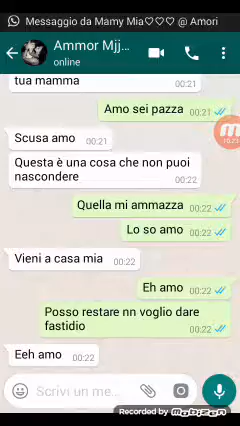 Messaggio da Mamy Mia♡♡♡ @ Amori
Ammor Mjj...
online
tua mamma
00:21
Amo sei pazza 00:21
Scusa amo 00:21
Questa è una cosa che non puoi
nascondere 00:22
Quella mi ammazza 00:22
Lo so amo 00:22
Vieni a casa mia 00:22
Eh amo 00:22
Posso restare nn voglio dare
fastidio 00:22
Eeh amo 00:22
Scrivi un me...
Recorded by mobizen